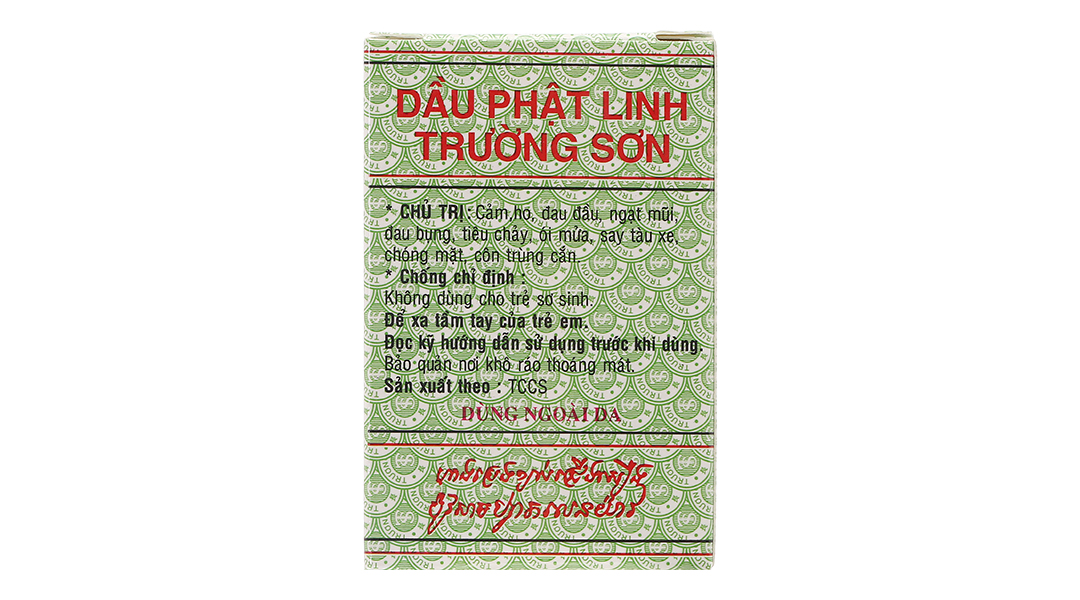 DẦU PHẬT LINH
TRƯỜNG SƠN
* CHỦ TRỊ : Cảm,ho, đau đầu, ngạt mũi,
đau bụng, tiêu chảy, ói mửa, say tàu xe,
chóng mặt, côn trùng cắn.
* Chống chỉ định :
Không dùng cho trẻ sơ sinh.
Để xa tầm tay của trẻ em.
Đọc kỹ hướng dẫn sử dụng trước khi dùng.
Bảo quản nơi khô ráo thoáng mát.
Sản xuất theo : TCCS
DÙNG NGOÀI DA